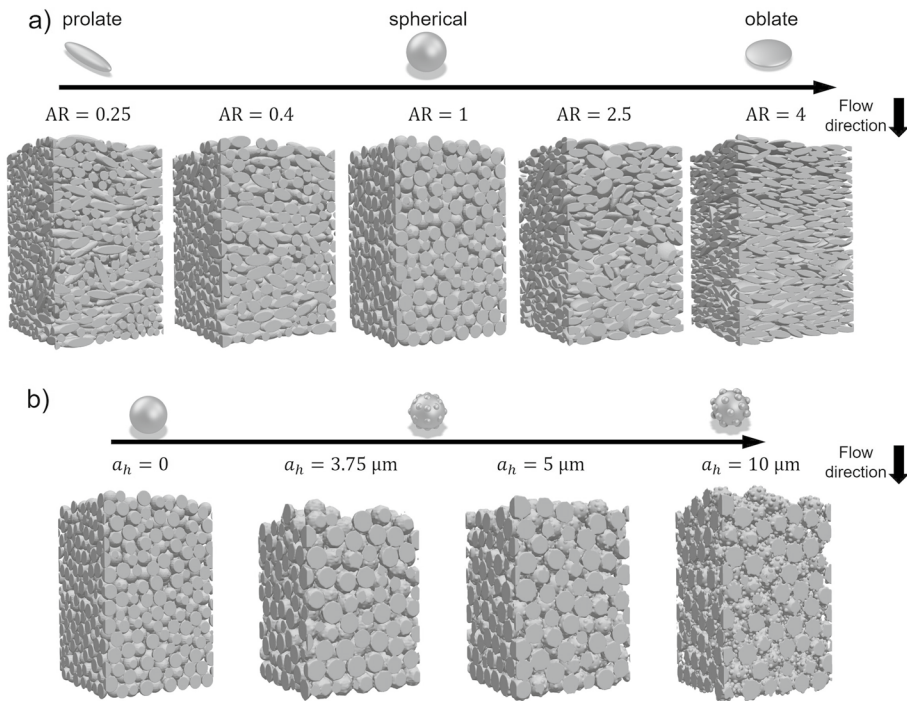 a)
prolate
spherical
oblate
AR = 0.25
AR = 0.4
AR = 1
AR = 2.5
AR = 4
Flow
direction
b)
a_h = 0
a_h = 3.75 μm
a_h = 5 μm
a_h = 10 μm
Flow
direction